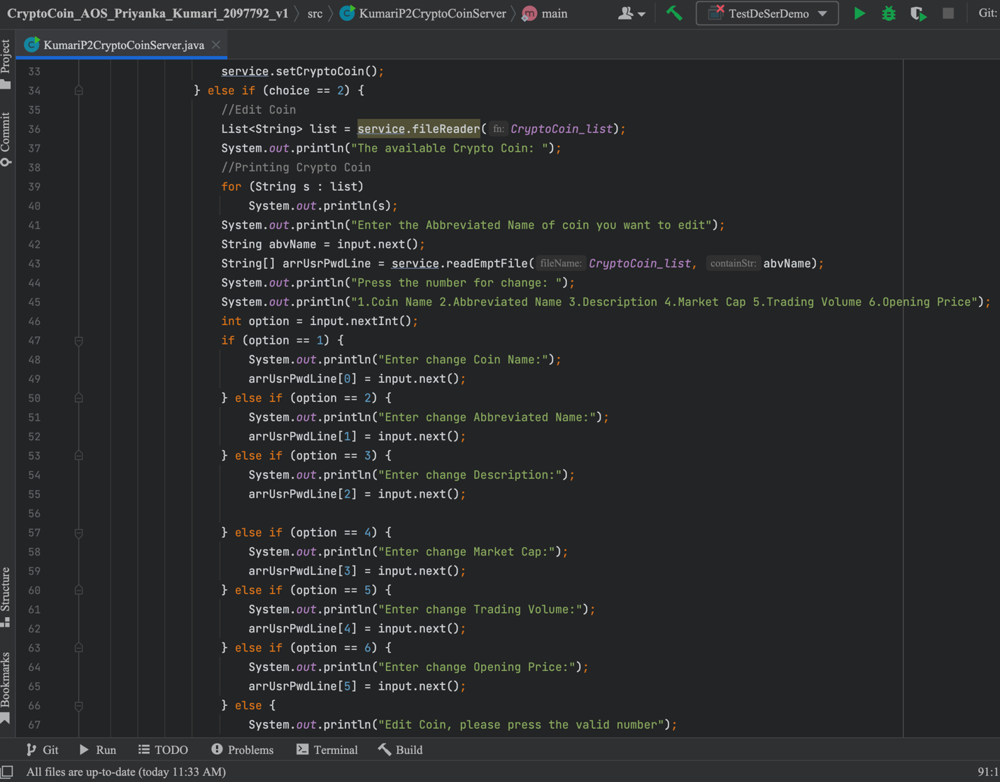 CryptoCoin_AOS_Priyanka_Kumari_2097792_v1 src KumariP2CryptoCoinServer m main TestDeSerDemo Git:
C KumariP2CryptoCoinServer.java
Project
Commit
Structure
Bookmarks
33 service.setCryptoCoin();
34 } else if (choice == 2) {
35 //Edit Coin
36 List<String> list = service.fileReader( fn: CryptoCoin_list);
37 System.out.println("The available Crypto Coin: ");
38 //Printing Crypto Coin
39 for (String s : list)
40 System.out.println(s);
41 System.out.println("Enter the Abbreviated Name of coin you want to edit");
42 String abvName = input.next();
43 String[] arrUsrPwdLine = service.readEmptFile( fileName: CryptoCoin_list, containStr: abvName);
44 System.out.println("Press the number for change: ");
45 System.out.println("1.Coin Name 2.Abbreviated Name 3.Description 4.Market Cap 5.Trading Volume 6.Opening Price");
46 int option = input.nextInt();
47 if (option == 1) {
48 System.out.println("Enter change Coin Name:");
49 arrUsrPwdLine[0] = input.next();
50 } else if (option == 2) {
51 System.out.println("Enter change Abbreviated Name:");
52 arrUsrPwdLine[1] = input.next();
53 } else if (option == 3) {
54 System.out.println("Enter change Description:");
55 arrUsrPwdLine[2] = input.next();
56
57 } else if (option == 4) {
58 System.out.println("Enter change Market Cap:");
59 arrUsrPwdLine[3] = input.next();
60 } else if (option == 5) {
61 System.out.println("Enter change Trading Volume:");
62 arrUsrPwdLine[4] = input.next();
63 } else if (option == 6) {
64 System.out.println("Enter change Opening Price:");
65 arrUsrPwdLine[5] = input.next();
66 } else {
67 System.out.println("Edit Coin, please press the valid number");
Git Run TODO Problems Terminal Build
All files are up-to-date (today 11:33 AM) 91:1